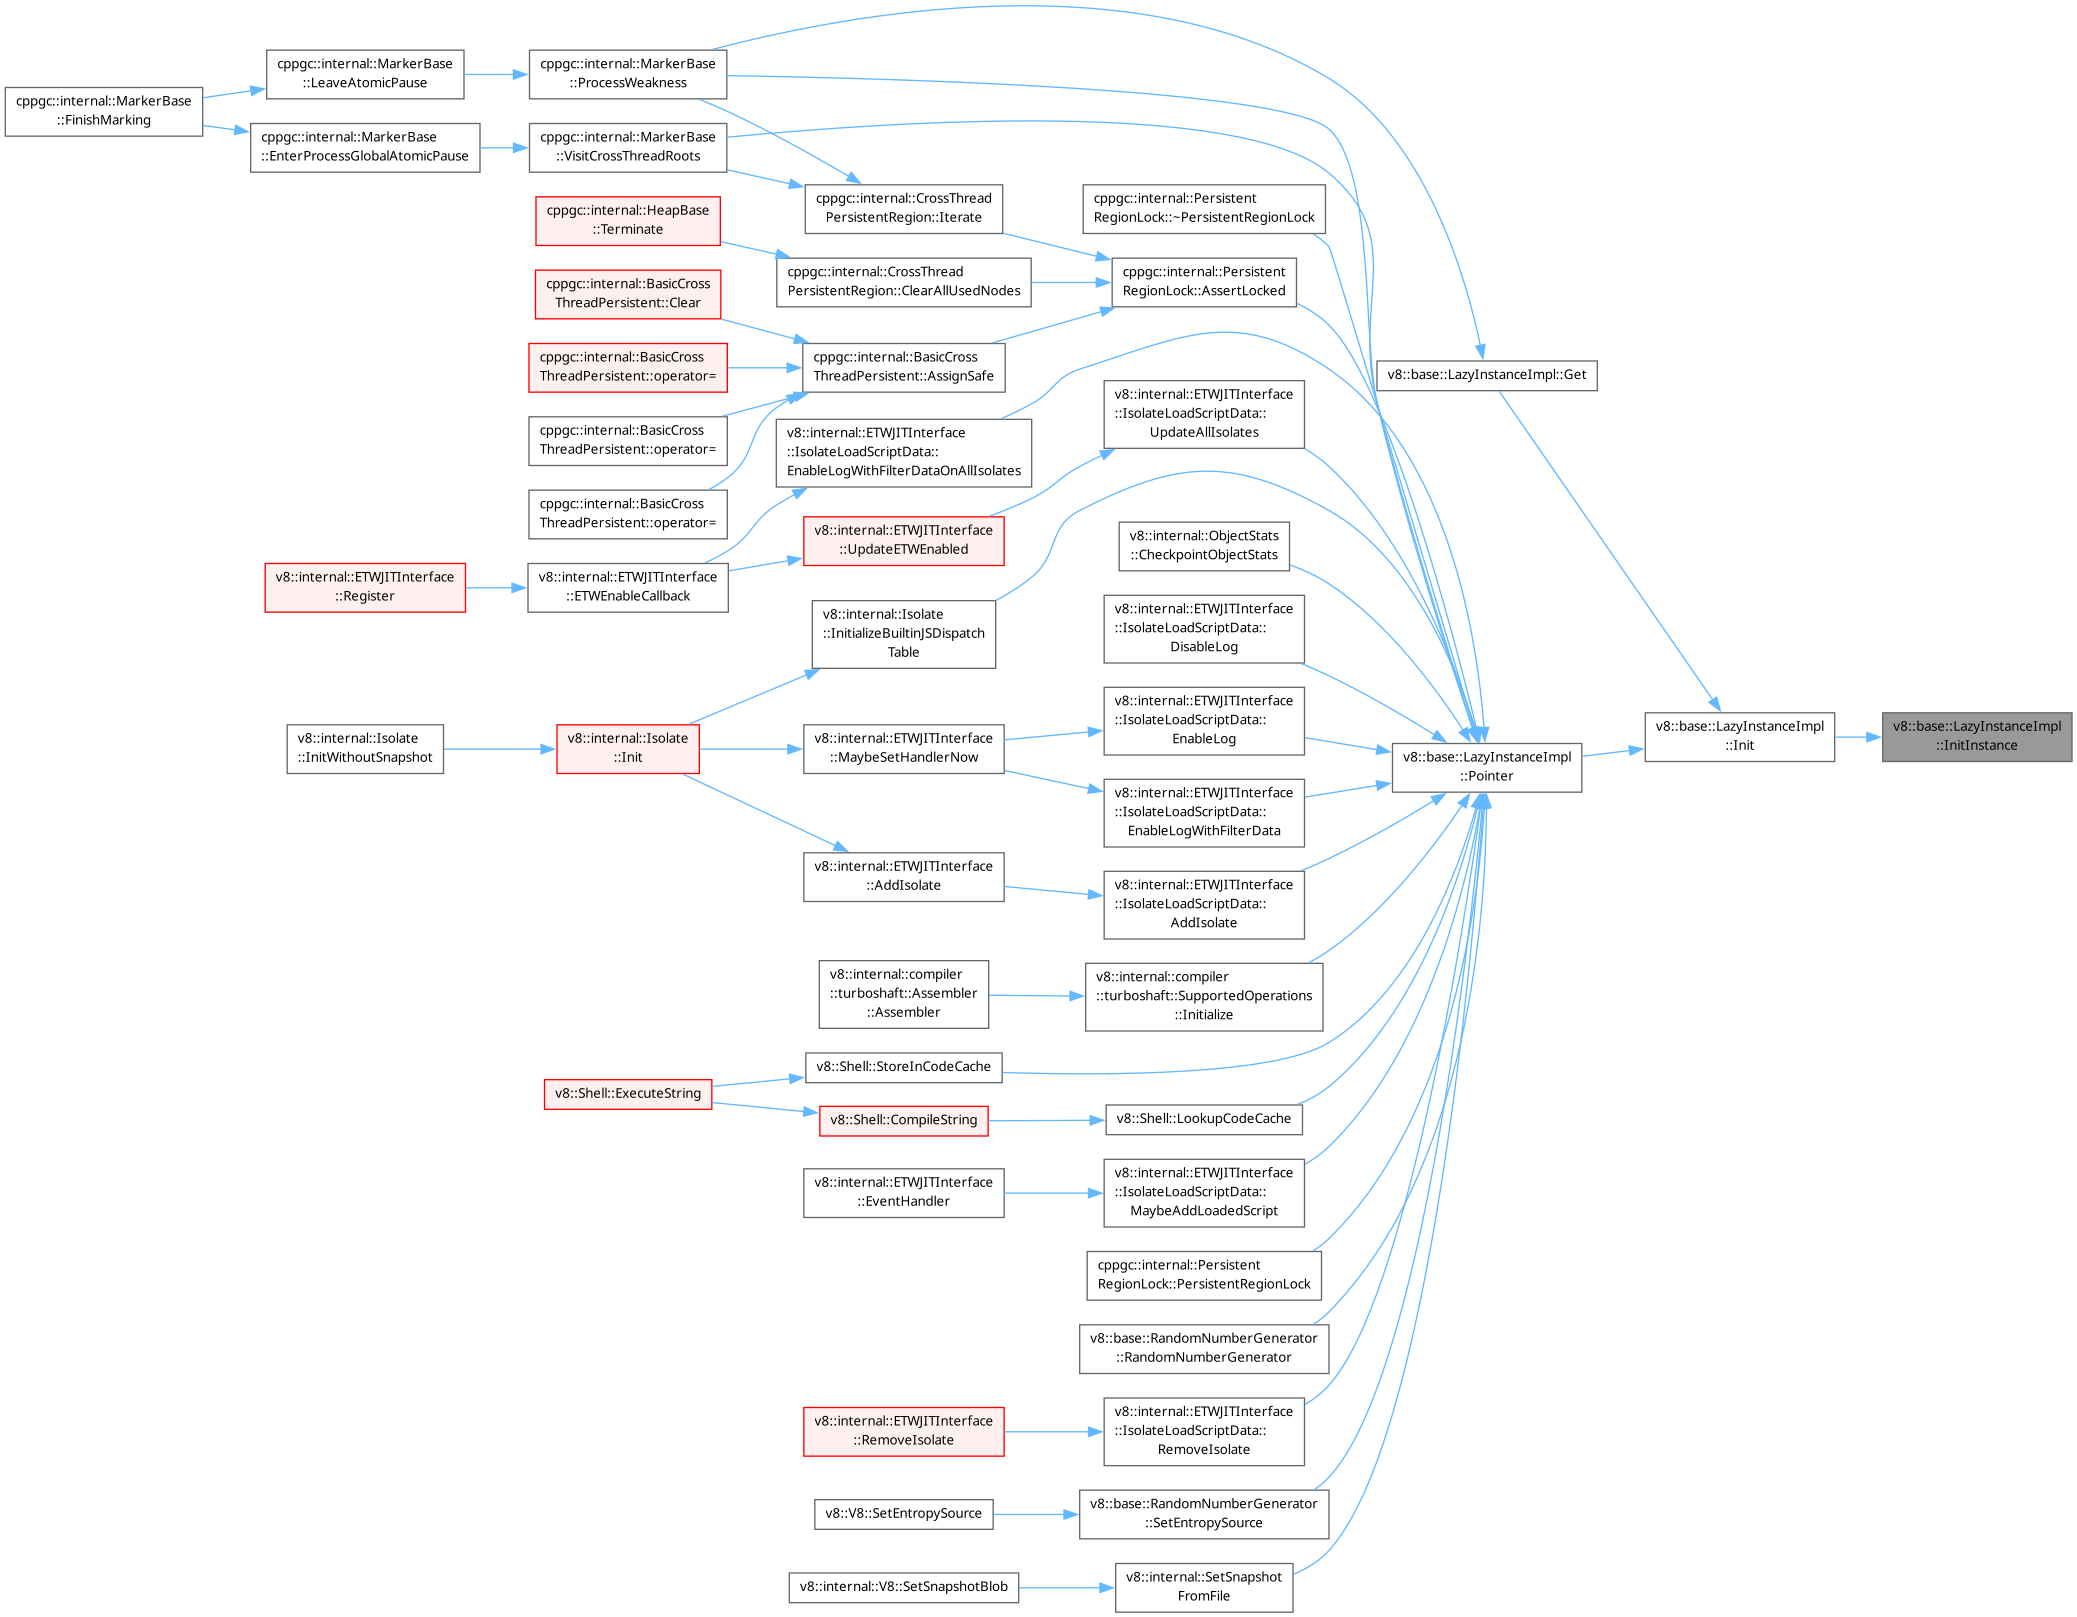 cppgc::internal::MarkerBase
::FinishMarking
cppgc::internal::MarkerBase
::LeaveAtomicPause
cppgc::internal::MarkerBase
::EnterProcessGlobalAtomicPause
cppgc::internal::MarkerBase
::ProcessWeakness
cppgc::internal::MarkerBase
::VisitCrossThreadRoots
cppgc::internal::HeapBase
::Terminate
cppgc::internal::BasicCross
ThreadPersistent::Clear
cppgc::internal::BasicCross
ThreadPersistent::operator=
cppgc::internal::BasicCross
ThreadPersistent::operator=
cppgc::internal::BasicCross
ThreadPersistent::operator=
cppgc::internal::CrossThread
PersistentRegion::Iterate
cppgc::internal::CrossThread
PersistentRegion::ClearAllUsedNodes
cppgc::internal::BasicCross
ThreadPersistent::AssignSafe
cppgc::internal::Persistent
RegionLock::~PersistentRegionLock
cppgc::internal::Persistent
RegionLock::AssertLocked
v8::internal::ETWJITInterface
::IsolateLoadScriptData::
EnableLogWithFilterDataOnAllIsolates
v8::internal::ETWJITInterface
::IsolateLoadScriptData::
UpdateAllIsolates
v8::internal::ETWJITInterface
::UpdateETWEnabled
v8::internal::ETWJITInterface
::ETWEnableCallback
v8::internal::ETWJITInterface
::Register
v8::internal::Isolate
::InitializeBuiltinJSDispatch
Table
v8::internal::ObjectStats
::CheckpointObjectStats
v8::internal::ETWJITInterface
::IsolateLoadScriptData::
DisableLog
v8::internal::ETWJITInterface
::IsolateLoadScriptData::
EnableLog
v8::internal::ETWJITInterface
::MaybeSetHandlerNow
v8::internal::Isolate
::Init
v8::internal::Isolate
::InitWithoutSnapshot
v8::internal::ETWJITInterface
::IsolateLoadScriptData::
EnableLogWithFilterData
v8::internal::ETWJITInterface
::AddIsolate
v8::internal::ETWJITInterface
::IsolateLoadScriptData::
AddIsolate
v8::internal::compiler
::turboshaft::Assembler
::Assembler
v8::internal::compiler
::turboshaft::SupportedOperations
::Initialize
v8::Shell::StoreInCodeCache
v8::Shell::ExecuteString
v8::Shell::CompileString
v8::Shell::LookupCodeCache
v8::internal::ETWJITInterface
::EventHandler
v8::internal::ETWJITInterface
::IsolateLoadScriptData::
MaybeAddLoadedScript
cppgc::internal::Persistent
RegionLock::PersistentRegionLock
v8::base::RandomNumberGenerator
::RandomNumberGenerator
v8::internal::ETWJITInterface
::RemoveIsolate
v8::internal::ETWJITInterface
::IsolateLoadScriptData::
RemoveIsolate
v8::V8::SetEntropySource
v8::base::RandomNumberGenerator
::SetEntropySource
v8::internal::V8::SetSnapshotBlob
v8::internal::SetSnapshot
FromFile
v8::base::LazyInstanceImpl::Get
v8::base::LazyInstanceImpl
::Pointer
v8::base::LazyInstanceImpl
::Init
v8::base::LazyInstanceImpl
::InitInstance